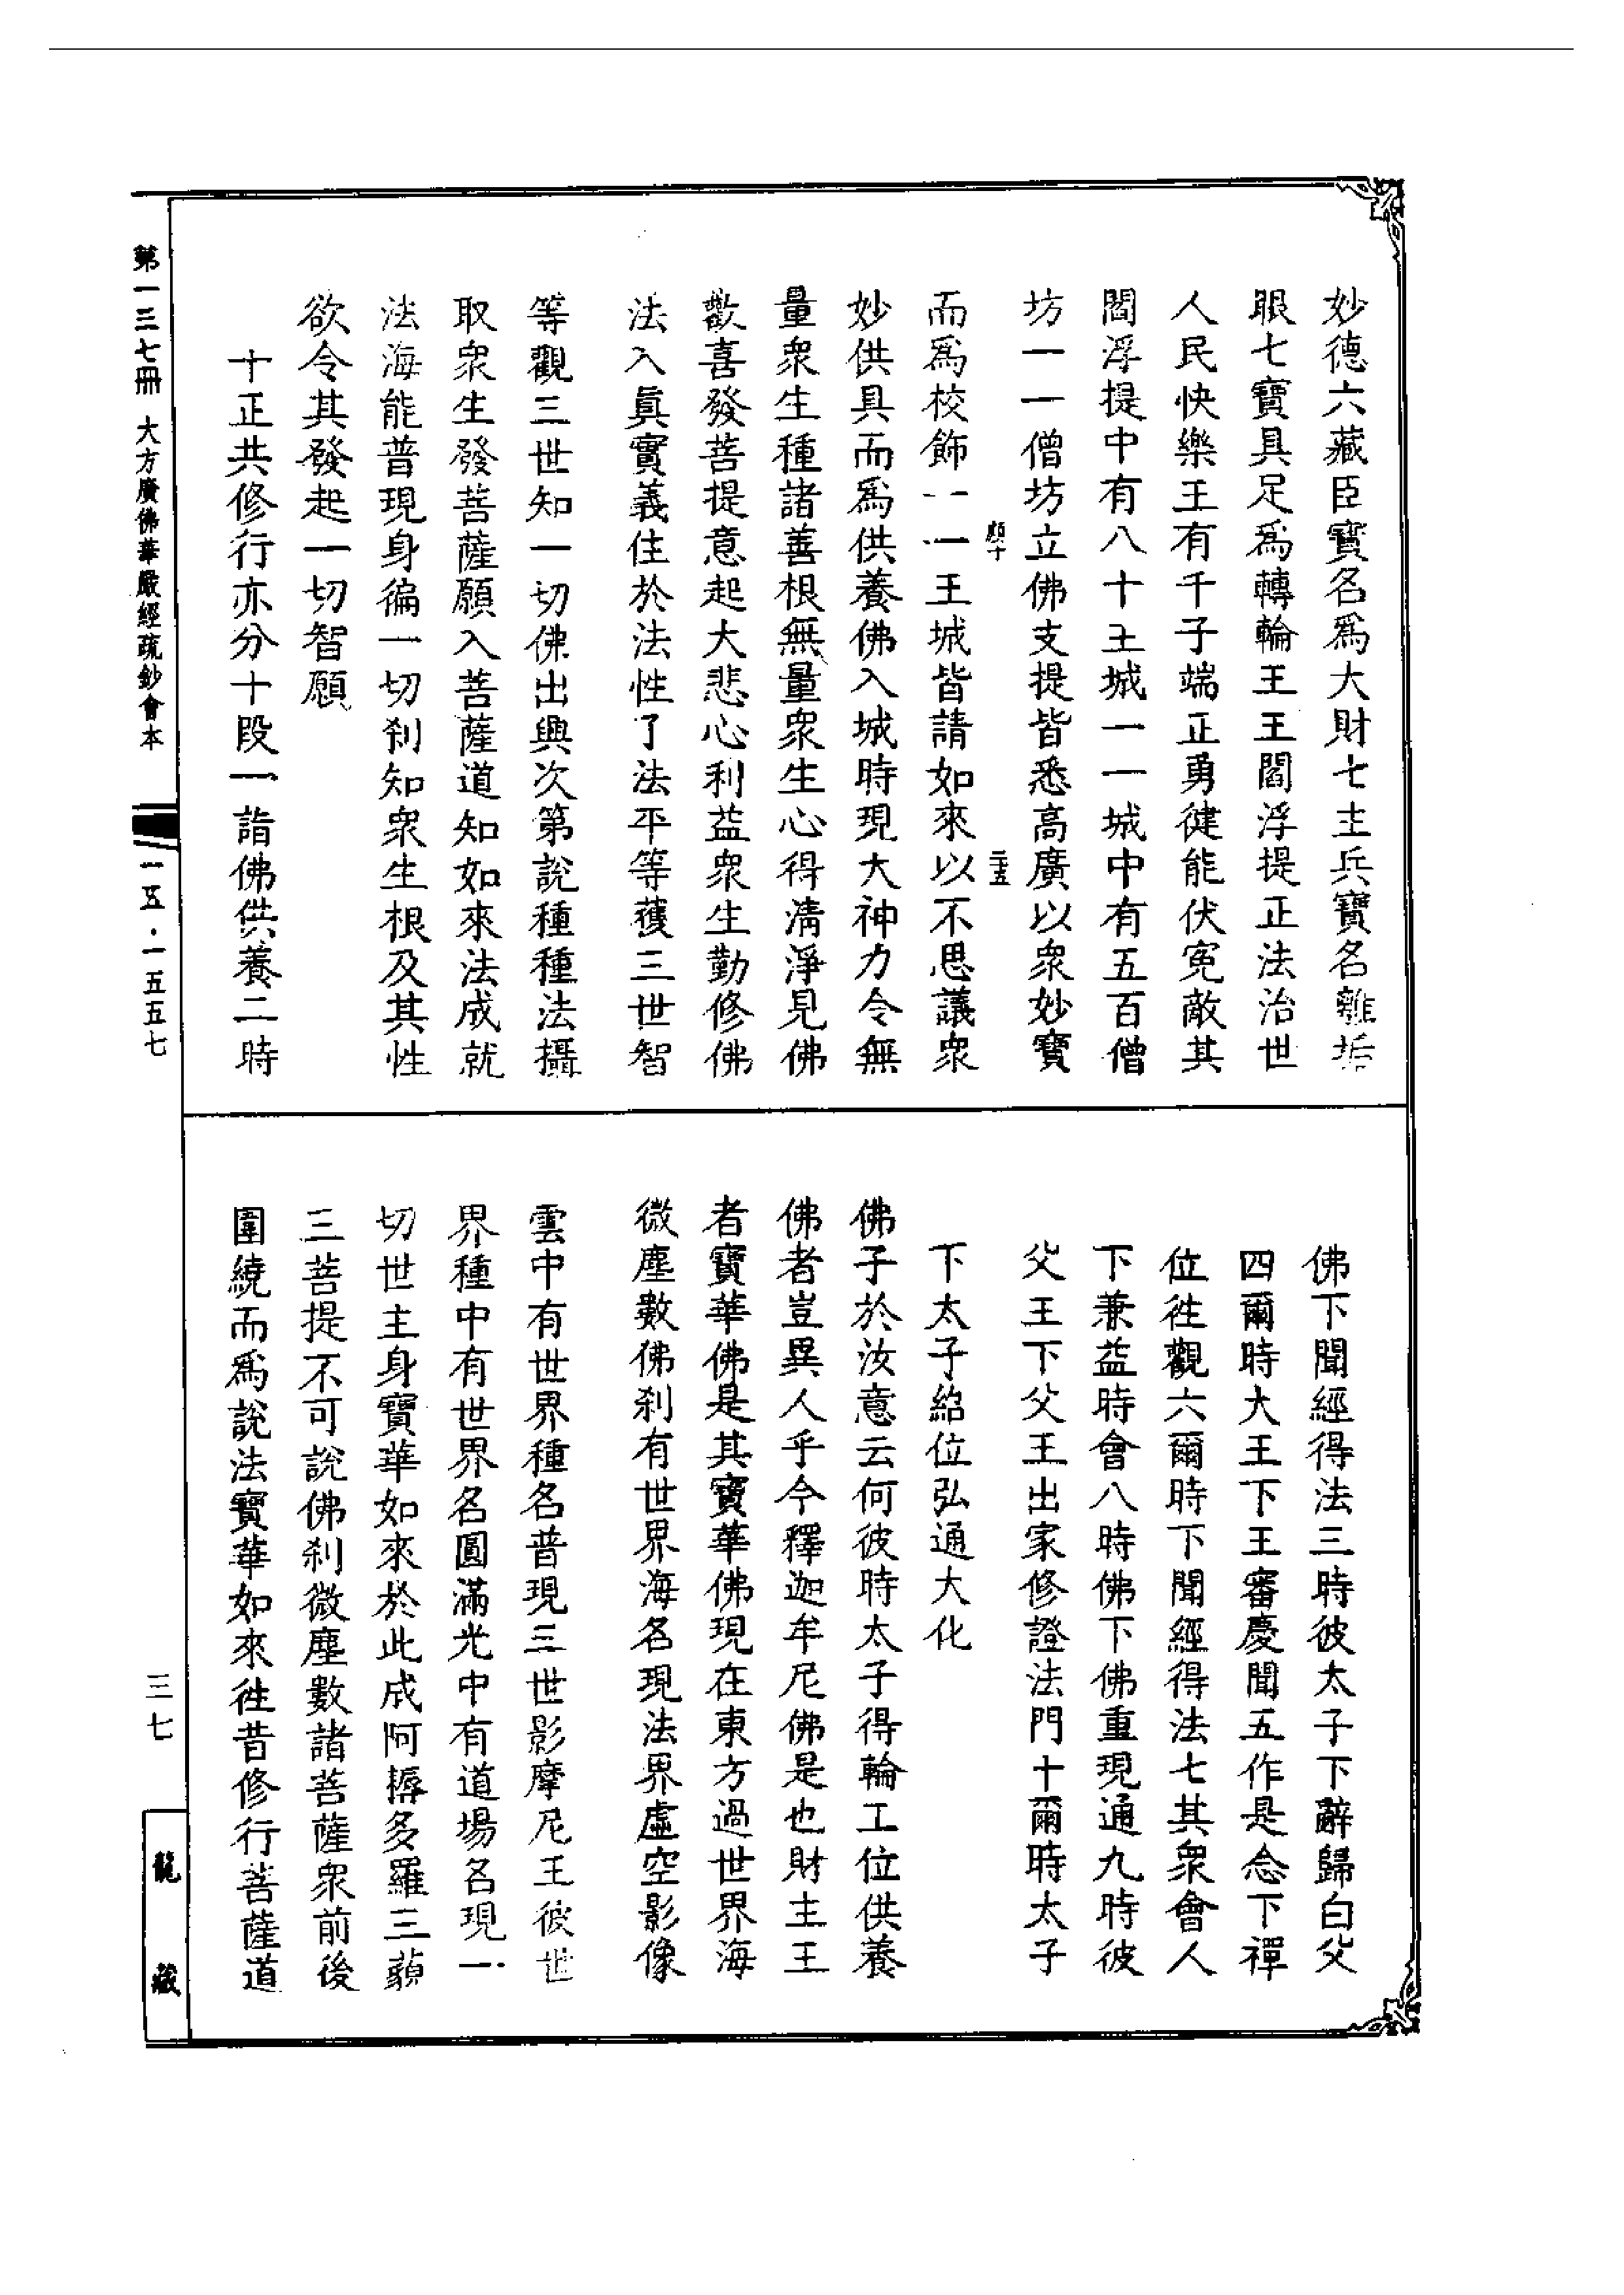 妙德六藏臣寶名爲大財七主兵寶名離垢
眼七寶具足爲轉輪王王閻浮提正法治世
人民快樂王有千子端正勇健能伏寃敵其
閻浮提中有八十王城一一城中有五百僧
坊一一僧坊立佛支提皆悉高廣以衆妙寶
願十
二十五
而爲校飾一一王城皆請如來以不思議衆
妙供具而爲供養佛入城時現大神力令無
量衆生種諸善根無量衆生心得清淨見佛
歡喜發菩提意起大悲心利益衆生勤修佛
法入眞實義住於法性了法平等獲三世智
等觀三世知一切佛出興次第說種種法攝
取衆生發菩薩願入菩薩道知如來法成就
法海能普現身徧一切刹知衆生根及其性
欲令其發起一切智願
十正共修行亦分十段一詣佛供養二時
佛下聞經得法三時彼太子下辭歸白父
四爾時大王下王審慶聞五作是念下禪
位徃觀六爾時下聞經得法七其衆會人
下兼益時會八時佛下佛重現通九時彼
父王下父王出家修證法門十爾時太子
下太子紹位弘通大化
佛子於汝意云何彼時太子得輪王位供養
佛者豈異人乎今釋迦牟尼佛是也財主王
者寶華佛是其寶華佛現在東方過世界海
微塵數佛刹有世界海名現法界虛空影像
雲中有世界種名普現三世影摩尼王彼世
界種中有世界名圓滿光中有道場名現一
切世主身寶華如來於此成阿耨多羅三藐
三菩提不可說佛刹微塵數諸菩薩衆前後
圍繞而爲說法寶華如來徃昔修行菩薩道
第一三七冊 大方廣佛華嚴經疏鈔會本
一五·一五五七
三七
龍藏